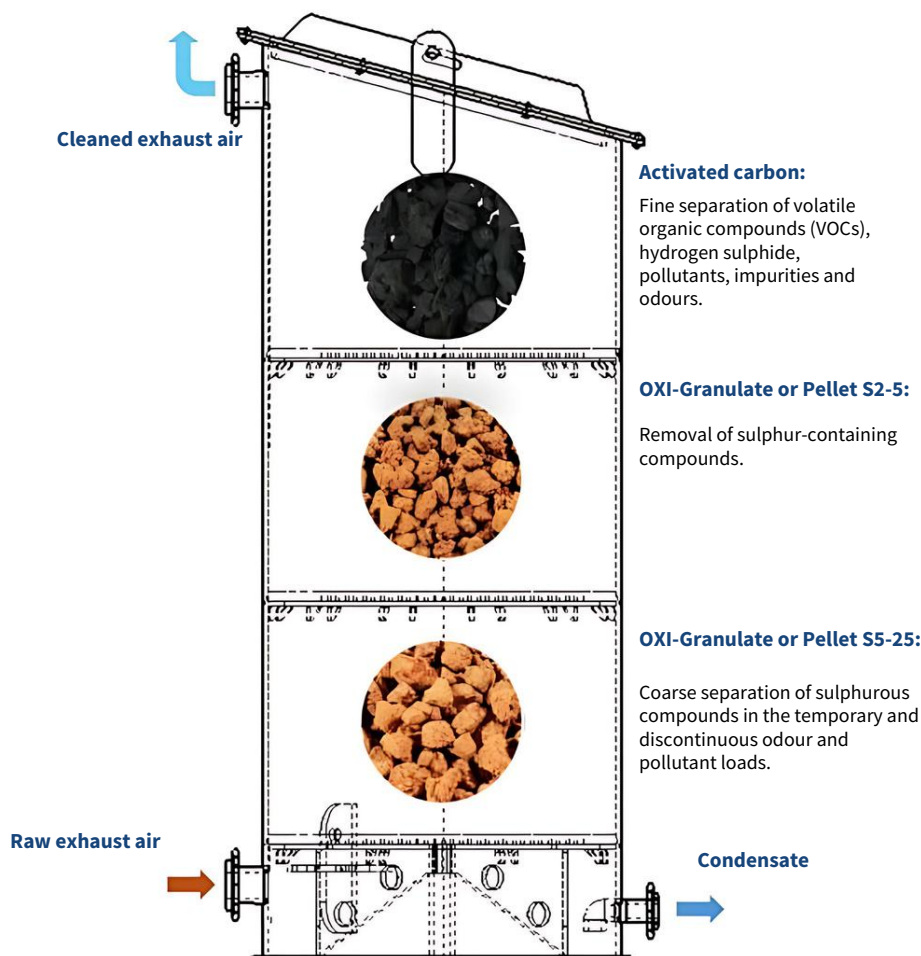 Cleaned exhaust air
Activated carbon:
Fine separation of volatile
organic compounds (VOCs),
hydrogen sulphide,
pollutants, impurities and
odours.
OXI-Granulate or Pellet S2-5:
Removal of sulphur-containing
compounds.
OXI-Granulate or Pellet S5-25:
Coarse separation of sulphurous
compounds in the temporary and
discontinuous odour and
pollutant loads.
Raw exhaust air
Condensate